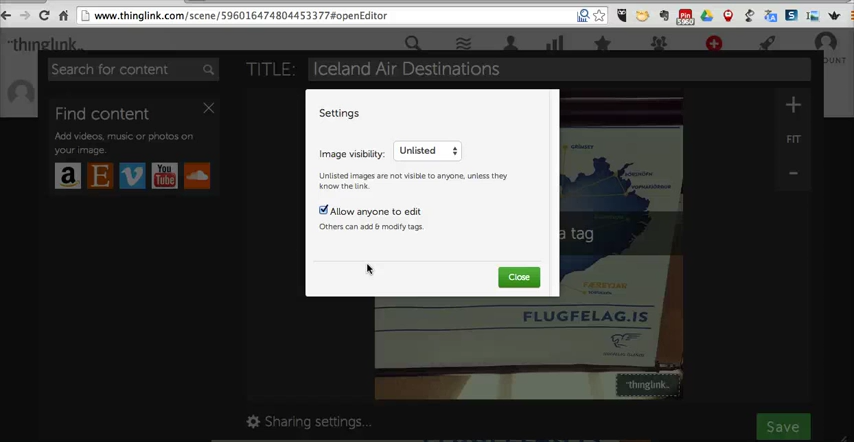 www.thinglink.com/scene/596016474804453377#openEditor
"thinglink..
OUNT
Search for content
TITLE: Iceland Air Destinations
Find content
Add videos, music or photos on
your image.
a
E
You
Tube
Settings
Image visibility: Unlisted
Unlisted images are not visible to anyone, unless they
know the link.
Allow anyone to edit
Others can add & modify tags.
Close
FIT
a tag
FLUGFELAG.IS
"thinglink..
Sharing settings...
Save